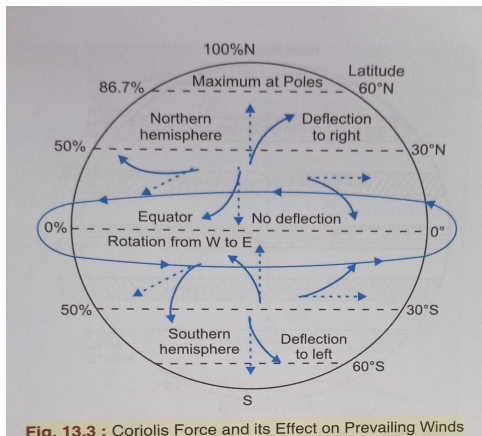 100%N
Maximum at Poles
Latitude
86.7%
60°N
Northern
hemisphere
Deflection
to right
50%
30°N
Equator
No deflection
0%
0°
Rotation from W to E
50%
30°S
Southern
hemisphere
Deflection
to left
60°S
S
Fig. 13.3 : Coriolis Force and its Effect on Prevailing Winds